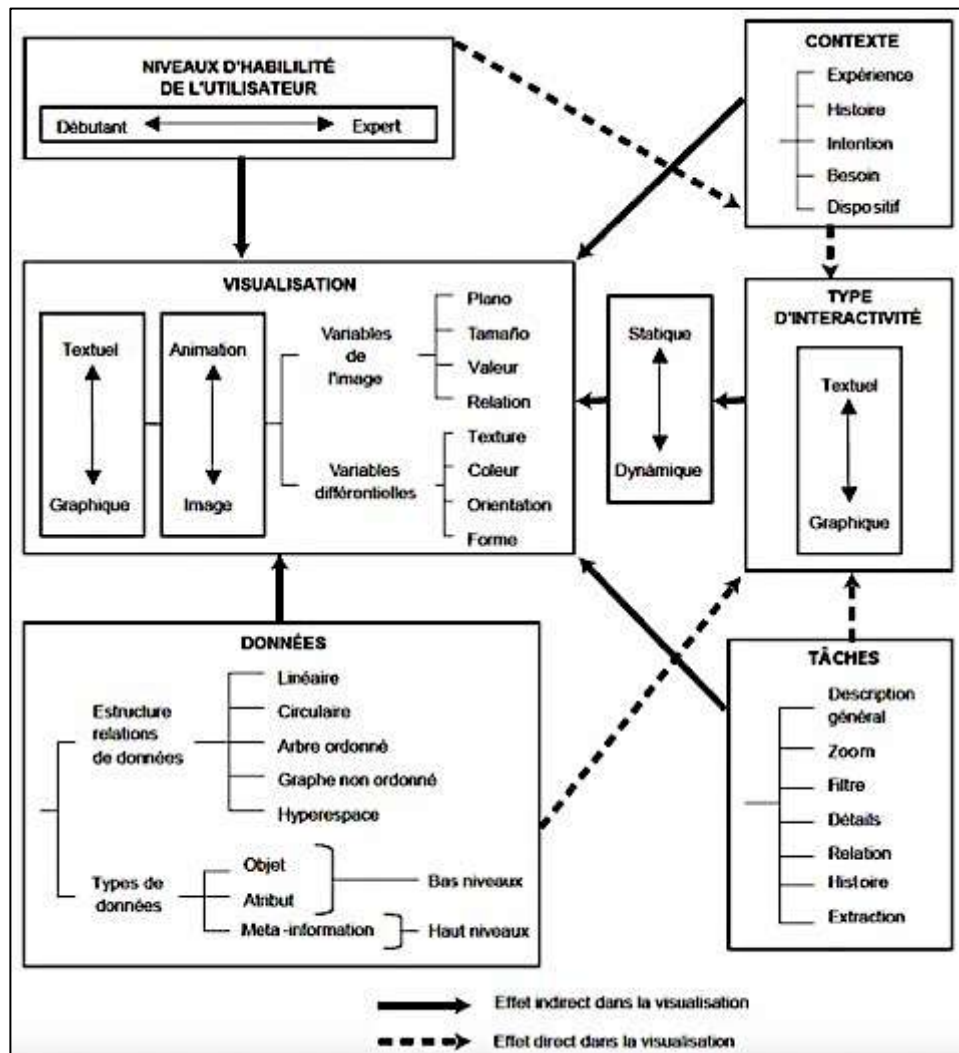 NIVEAUX D'HABILILITÉ
DE L'UTILISATEUR
Débutant
Expert
CONTEXTE
Expérience
Histoire
Intention
Besoin
Dispositif
VISUALISATION
Textuel
Graphique
Animation
Image
Variables
de
l'image
Plano
Tamaño
Valeur
Relation
Variables
différentielles
Texture
Coleur
Orientation
Forme
Statique
Dynámique
TYPE
D'INTERACTIVITÉ
Textuel
Graphique
DONNÉES
Estructure
relations
de données
Linéaire
Circulaire
Arbre ordonné
Graphe non ordonné
Hyperespace
Types de
données
Objet
Atribut
Meta -information
Bas niveaux
Haut niveaux
TÂCHES
Description
général
Zoom
Filtre
Détails
Relation
Histoire
Extraction
Effet indirect dans la visualisation
Effet direct dans la visualisation